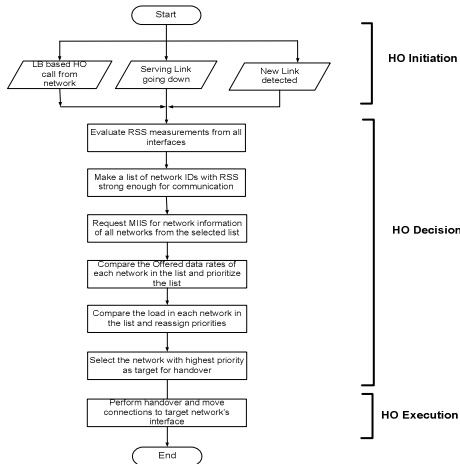 Start
HO Initiation
LB based HO
call from
network
Serving Link
going down
New Link
detected
Evaluate RSS measurements from all
interfaces
Make a list of network IDs with RSS
strong enough for communication
Request MIIS for network information
of all networks from the selected list
HO Decision
Compare the Offered data rates of
each network in the list and prioritize
the list
Compare the load in each network in
the list and reassign priorities
Select the network with highest priority
as target for handover
Perform handover and move
connections to target network's
interface
HO Execution
End